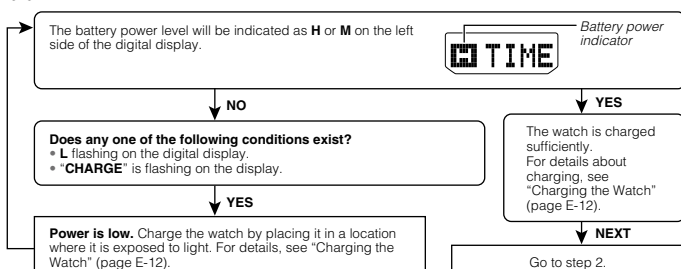 The battery power level will be indicated as H or M on the left
side of the digital display.
Battery power
indicator
H TIME
NO
YES
Does any one of the following conditions exist?
• L flashing on the digital display.
• "CHARGE" is flashing on the display.
The watch is charged
sufficiently.
For details about
charging, see
"Charging the Watch"
(page E-12).
YES
NEXT
Power is low. Charge the watch by placing it in a location
where it is exposed to light. For details, see "Charging the
Watch" (page E-12).
Go to step 2.